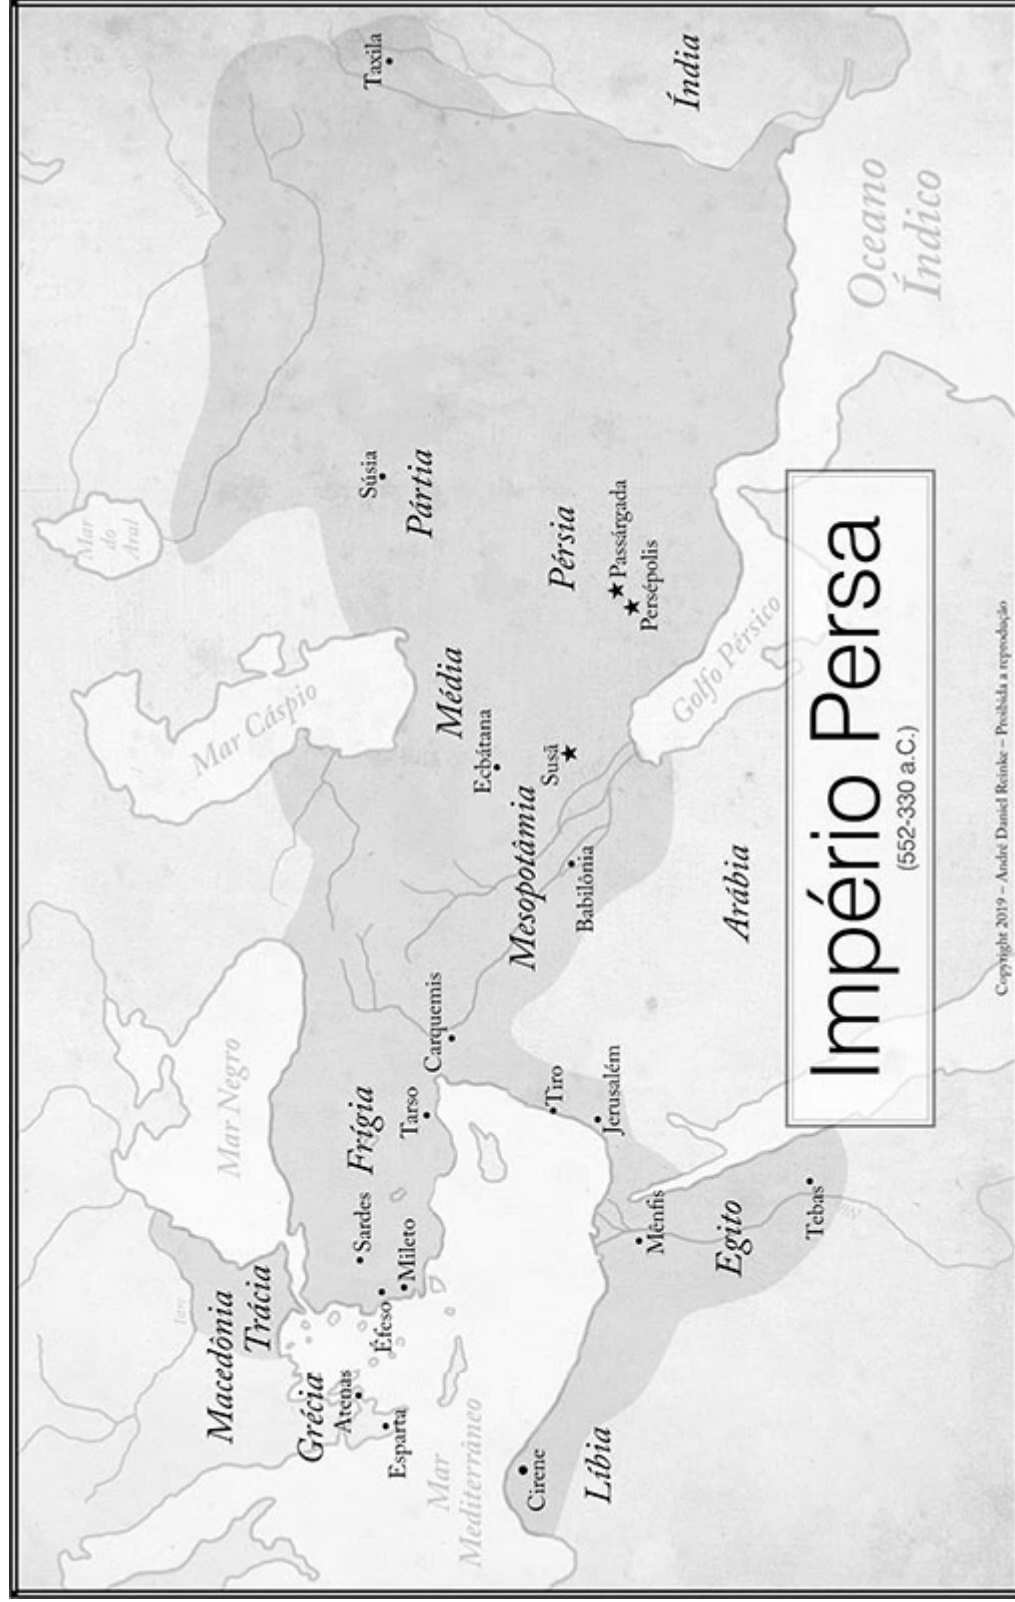 Macedônia
Trácia
Grécia
Atenas
Esparta
Éfeso
Mileto
Sardes
Frígia
Tarso
Carquemis
Mar Negro
Mar Cáspio
Mar
do
Aral
Mar
Mediterrâneo
Cirene
Líbia
Egito
Mênfis
Tebas
Tiro
Jerusalém
Mesopotâmia
Babilônia
Susã
Ecbátana
Média
Pérsia
Passárgada
Persépolis
Pártia
Súsia
Taxila
Índia
Arábia
Golfo Pérsico
Oceano
Índico
Império Persa
(552-330 a.C.)
Copyright 2019 – André Daniel Reinke – Proibida a reprodução